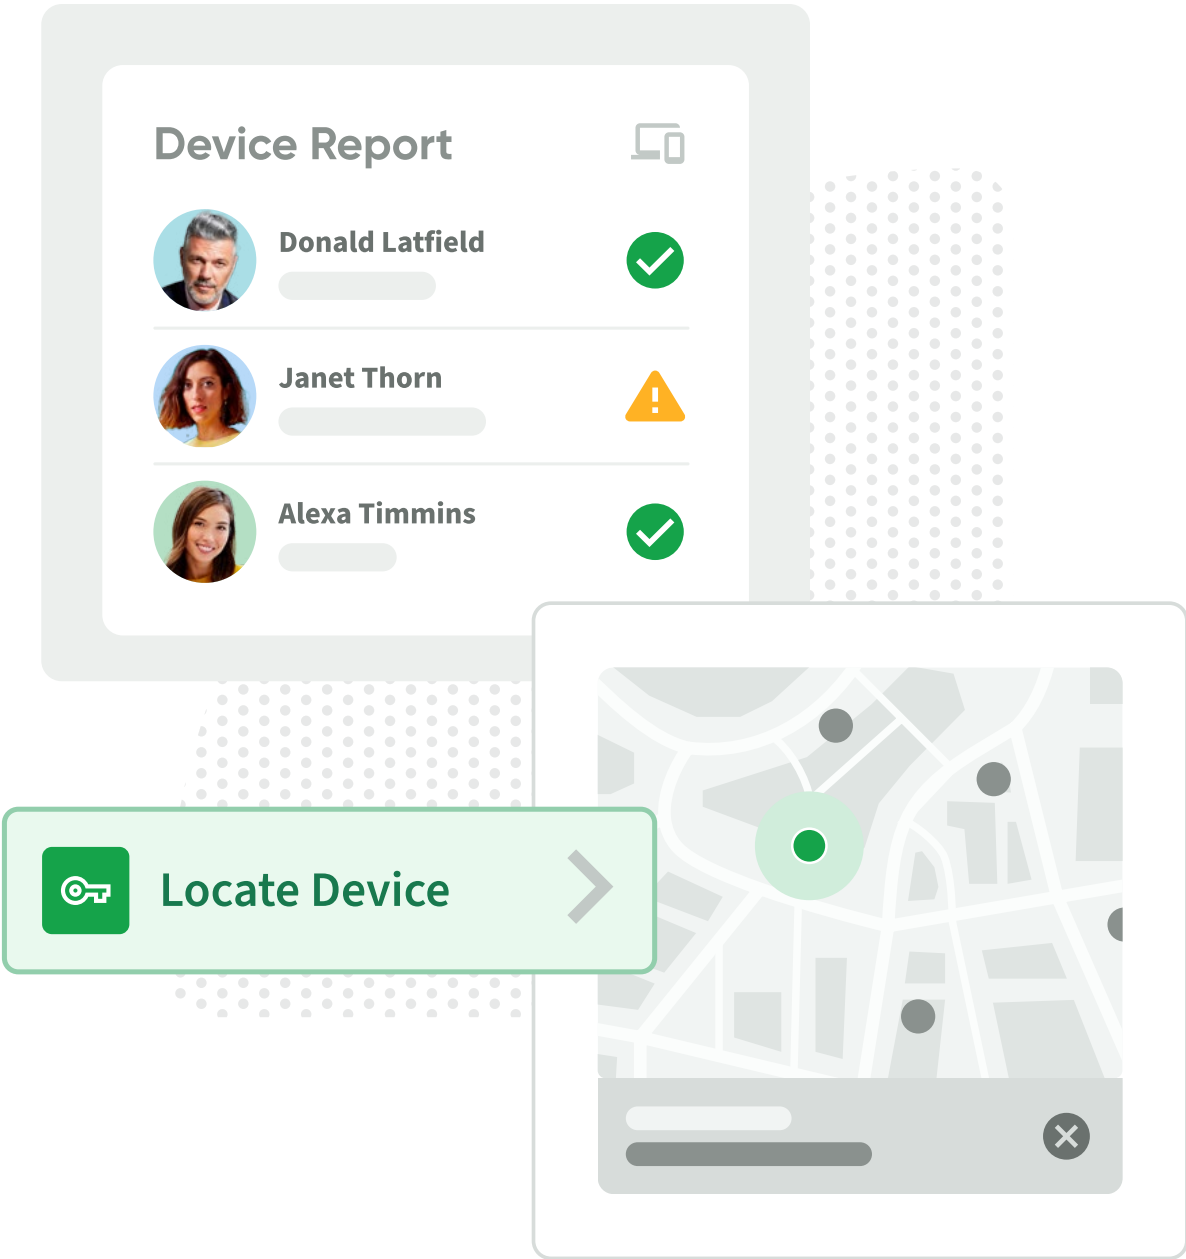 Device Report
Donald Latfield
Janet Thorn
Alexa Timmins
Locate Device